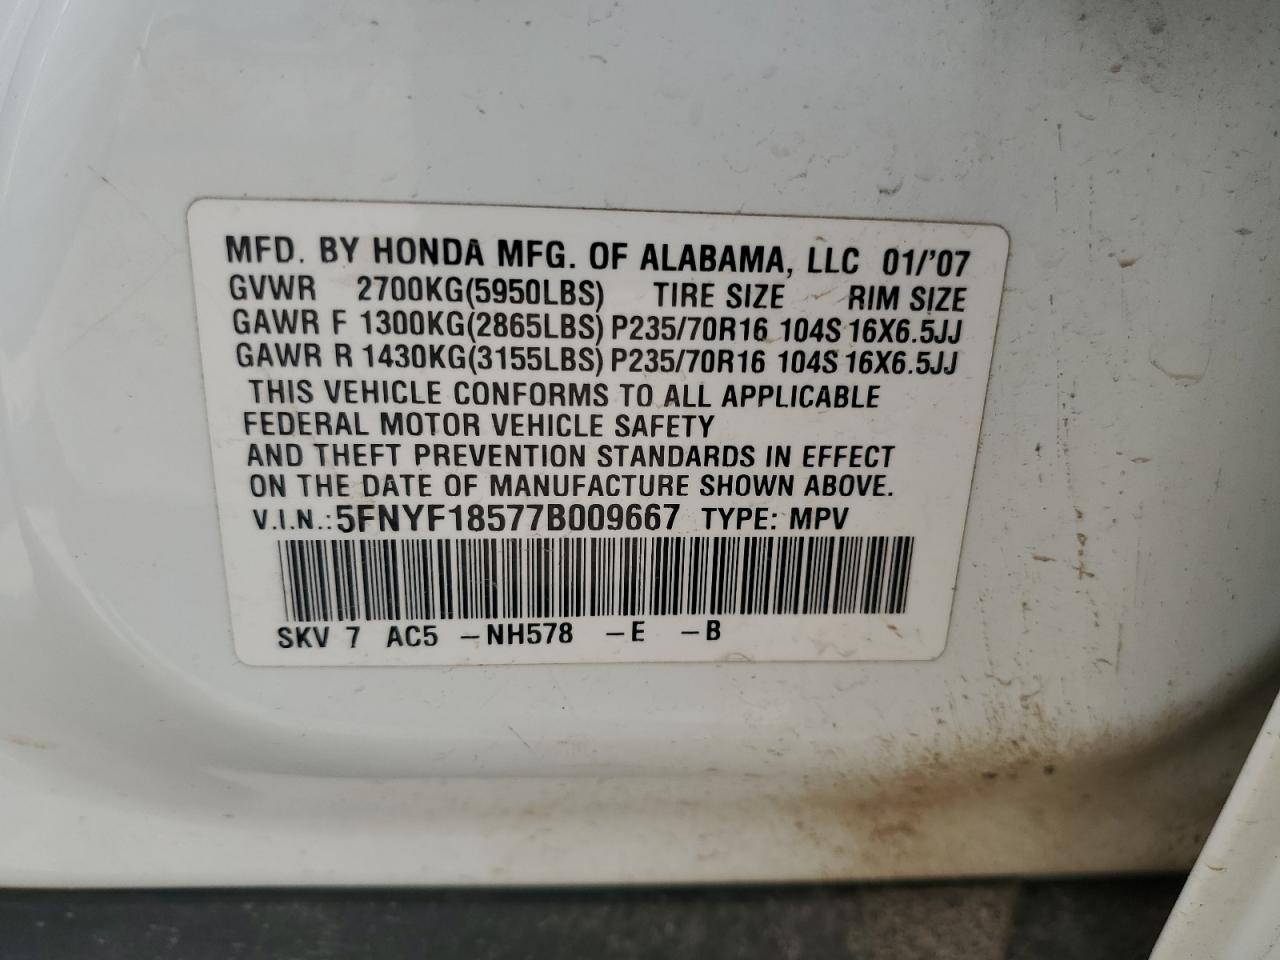 MFD. BY HONDA MFG. OF ALABAMA, LLC 01/'07
GVWR 2700KG(5950LBS) TIRE SIZE RIM SIZE
GAWR F 1300KG(2865LBS) P235/70R16 104S 16X6.5JJ
GAWR R 1430KG(3155LBS) P235/70R16 104S 16X6.5JJ
THIS VEHICLE CONFORMS TO ALL APPLICABLE
FEDERAL MOTOR VEHICLE SAFETY
AND THEFT PREVENTION STANDARDS IN EFFECT
ON THE DATE OF MANUFACTURE SHOWN ABOVE.
V.I.N.: 5FNYF18577B009667 TYPE: MPV
SKV 7 AC5 -NH578 -E -B